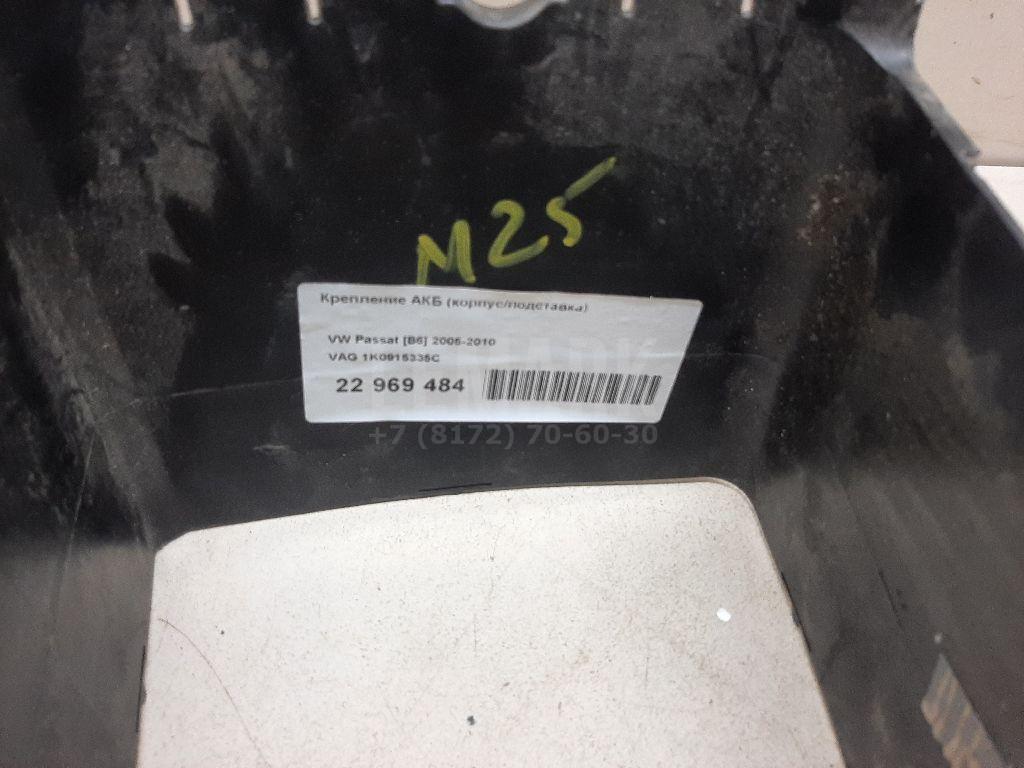 M25
Крепление АКБ (корпус/подставка)
VW Passat [B6] 2005-2010
VAG 1K0915335C
22 969 484
+7 (8172) 70-60-30